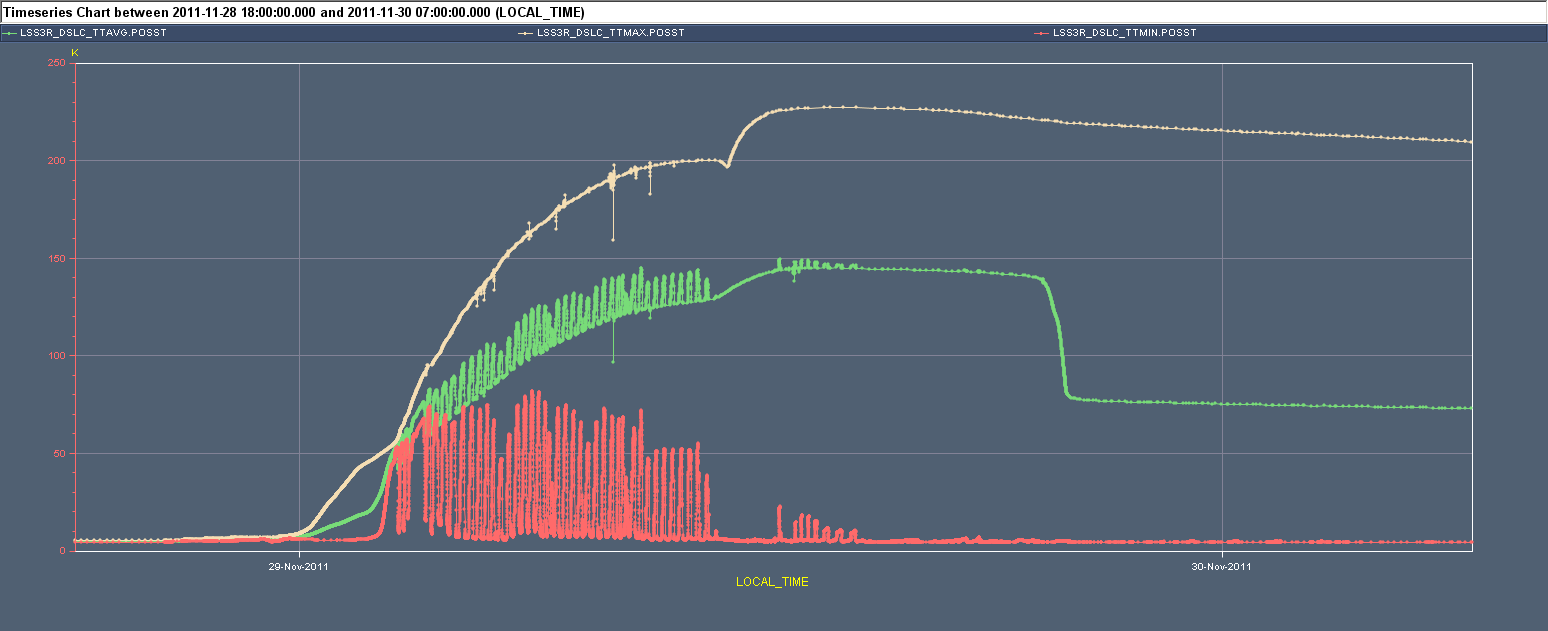 Timeseries Chart between 2011-11-28 18:00:00.000 and 2011-11-30 07:00:00.000 (LOCAL_TIME)
LSS3R_DSLC_TTAVG.POSST LSS3R_DSLC_TTMAX.POSST LSS3R_DSLC_TTMIN.POSST
K
250
200
150
100
50
0
29-Nov-2011 30-Nov-2011
LOCAL_TIME